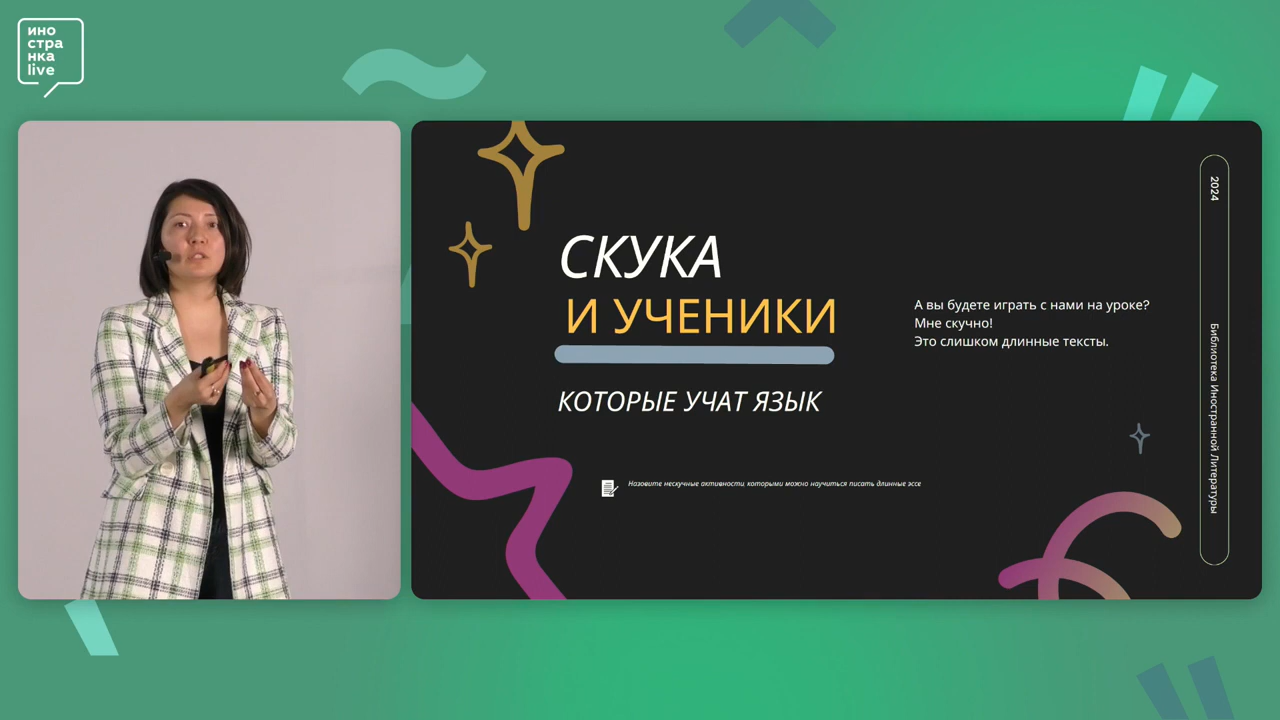 ино
стра
нка
live
СКУКА
И УЧЕНИКИ
КОТОРЫЕ УЧАТ ЯЗЫК
А вы будете играть с нами на уроке?
Мне скучно!
Это слишком длинные тексты.
Назовите нескучные активности, которыми можно научиться писать длинные эссе
2024
Библиотека Иностранной Литературы